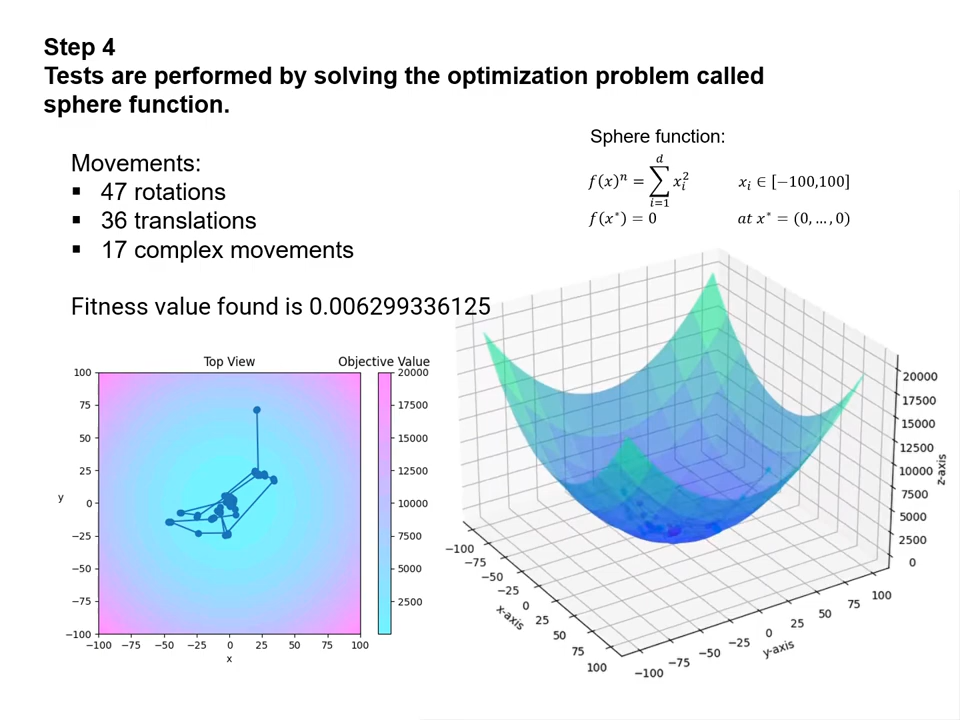 Step 4
Tests are performed by solving the optimization problem called
sphere function.
Movements:
▪ 47 rotations
▪ 36 translations
▪ 17 complex movements
Fitness value found is 0.006299336125
Sphere function:
f(x)ⁿ = ∑_{i=1}^{d} x_i^2   x_i ∈ [−100,100]
f(x*) = 0   at x* = (0, … , 0)
Top View
Objective Value
100
75
50
25
0
−25
−50
−75
−100
y
−100 −75 −50 −25 0 25 50 75 100
x
20000
17500
15000
12500
10000
7500
5000
2500
20000
17500
15000
12500
10000
7500
5000
2500
0
z-axis
−100
−75
−50
−25
0
25
50
75
100
x-axis
−100
−75
−50
−25
0
25
50
75
100
y-axis